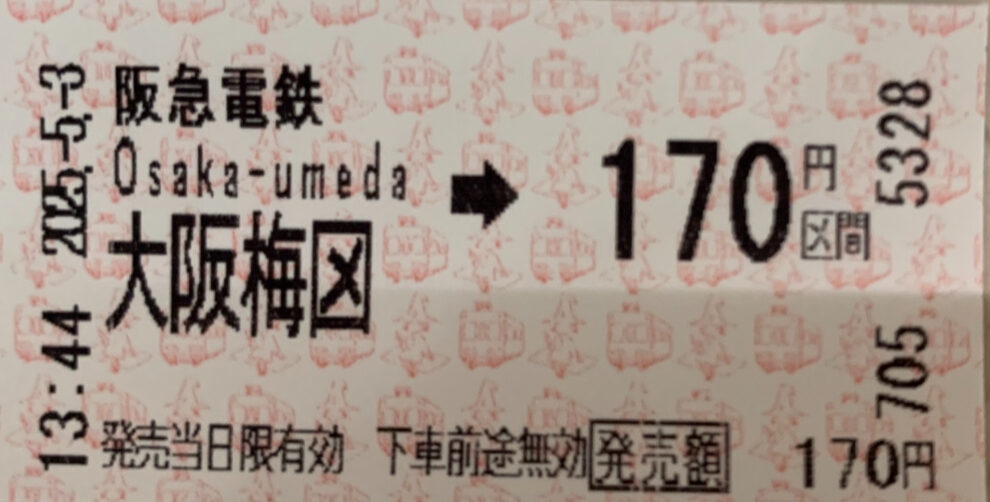 阪急電鉄
Osaka-umeda
大阪梅田
➡
170円
区間
発売当日限有効 下車前途無効
発売額 170円
2025.-5.-3
13:44
5328
705